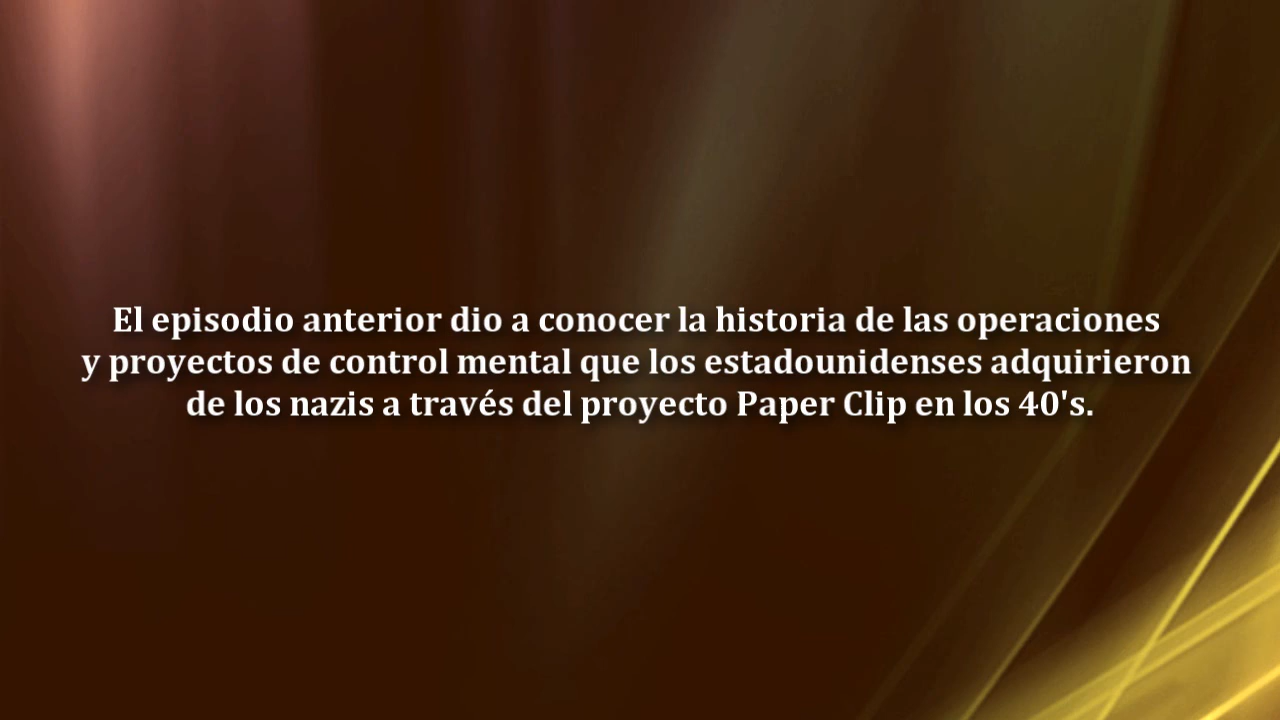 El episodio anterior dio a conocer la historia de las operaciones
y proyectos de control mental que los estadounidenses adquirieron
de los nazis a través del proyecto Paper Clip en los 40's.